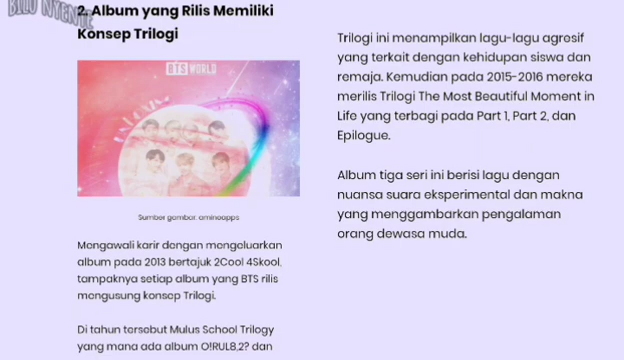 BILU NYENTE
2. Album yang Rilis Memiliki
Konsep Trilogi
BTS WORLD
Sumber gambar: aminoapps
Mengawali karir dengan mengeluarkan
album pada 2013 bertajuk 2Cool 4Skool,
tampaknya setiap album yang BTS rilis
mengusung konsep Trilogi.
Di tahun tersebut Mulus School Trilogy
yang mana ada album O!RUL8,2? dan
Trilogi ini menampilkan lagu-lagu agresif
yang terkait dengan kehidupan siswa dan
remaja. Kemudian pada 2015-2016 mereka
merilis Trilogi The Most Beautiful Moment in
Life yang terbagi pada Part 1, Part 2, dan
Epilogue.
Album tiga seri ini berisi lagu dengan
nuansa suara eksperimental dan makna
yang menggambarkan pengalaman
orang dewasa muda.